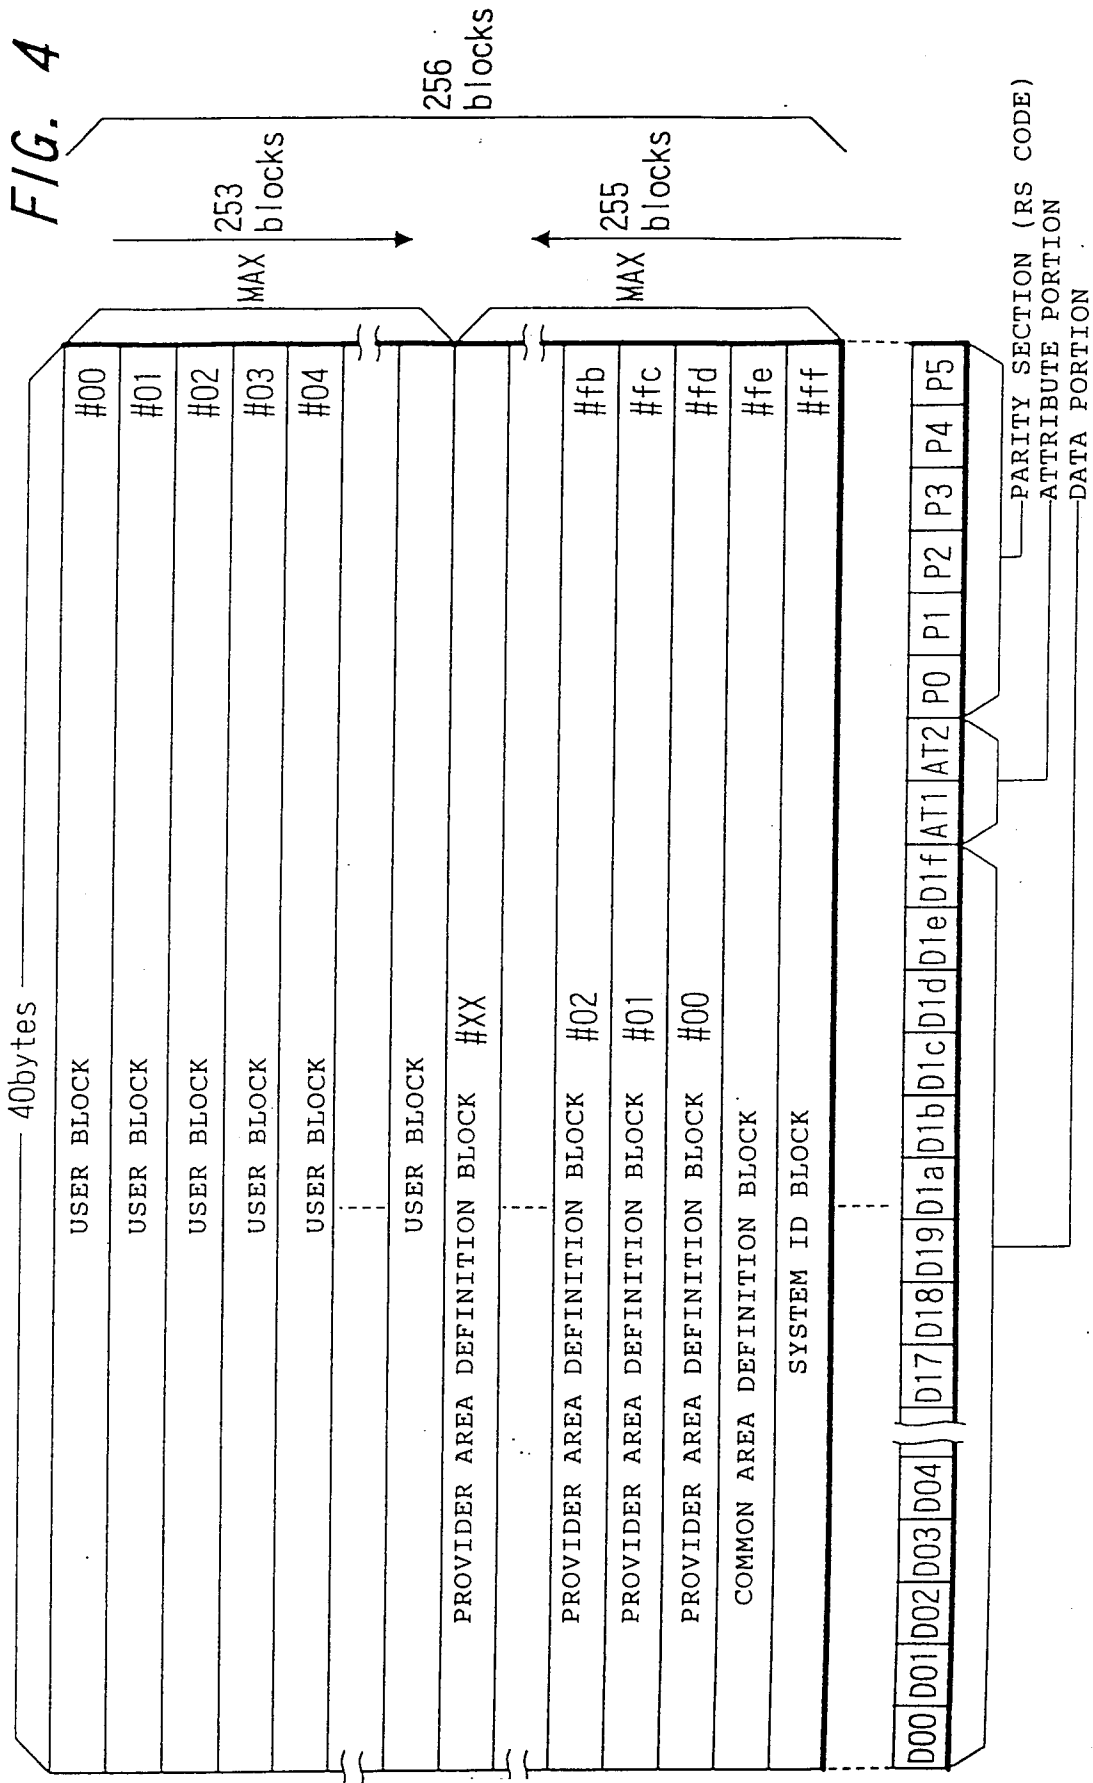 FIG. 4
40bytes
USER BLOCK #00
USER BLOCK #01
USER BLOCK #02
USER BLOCK #03
USER BLOCK #04
USER BLOCK
PROVIDER AREA DEFINITION BLOCK #XX
PROVIDER AREA DEFINITION BLOCK #02 #fb
PROVIDER AREA DEFINITION BLOCK #01 #fc
PROVIDER AREA DEFINITION BLOCK #00 #fd
COMMON AREA DEFINITION BLOCK #fe
SYSTEM ID BLOCK #ff
MAX 253
blocks
MAX 255
blocks
256
blocks
D00 D01 D02 D03 D04 D17 D18 D19 D1a D1b D1c D1d D1e D1f AT1 AT2 P0 P1 P2 P3 P4 P5
PARITY SECTION (RS CODE)
ATTRIBUTE PORTION
DATA PORTION